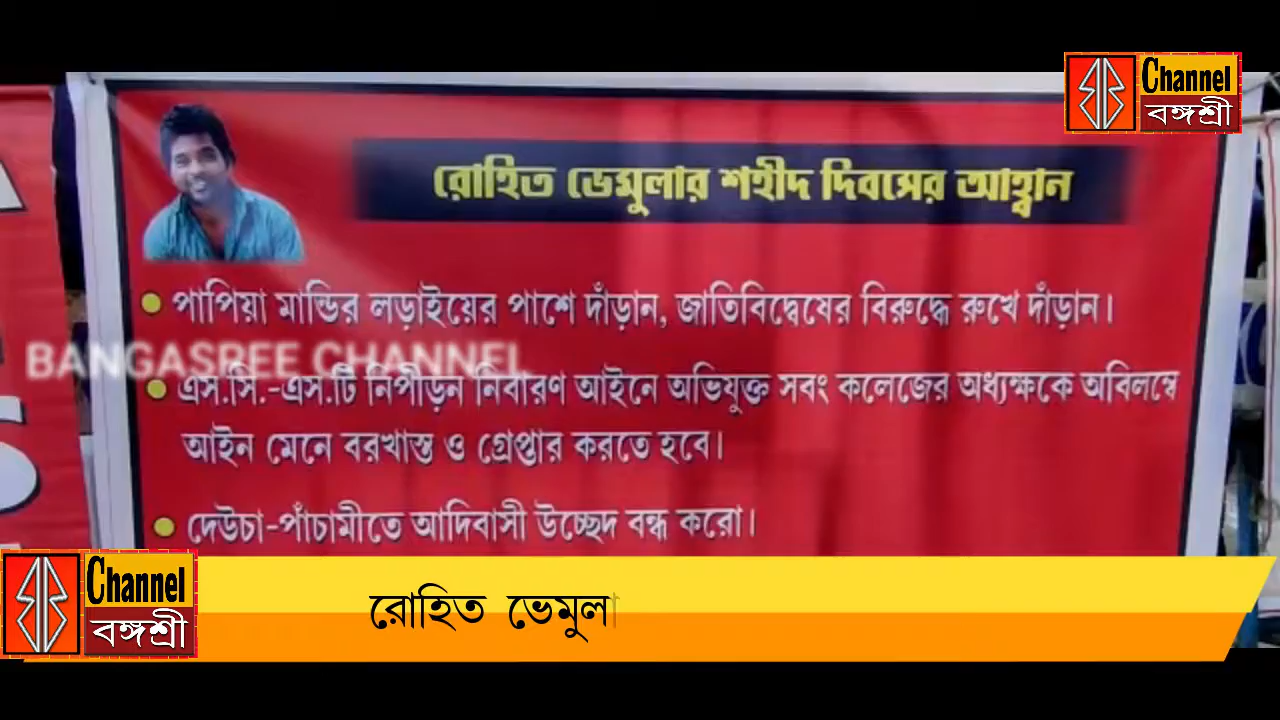 Channel
বঙ্গশ্রী
রোহিত ভেমুলার শহীদ দিবসের আহ্বান
পাপিয়া মান্ডির লড়াইয়ের পাশে দাঁড়ান, জাতিবিদ্বেষের বিরুদ্ধে রুখে দাঁড়ান।
BANGASREE CHANNEL
এস.সি.-এস.টি নিপীড়ন নিবারণ আইনে অভিযুক্ত সবং কলেজের অধ্যক্ষকে অবিলম্বে
আইন মেনে বরখাস্ত ও গ্রেপ্তার করতে হবে।
দেউচা-পাঁচামীতে আদিবাসী উচ্ছেদ বন্ধ করো।
Channel
বঙ্গশ্রী
রোহিত ভেমুলা